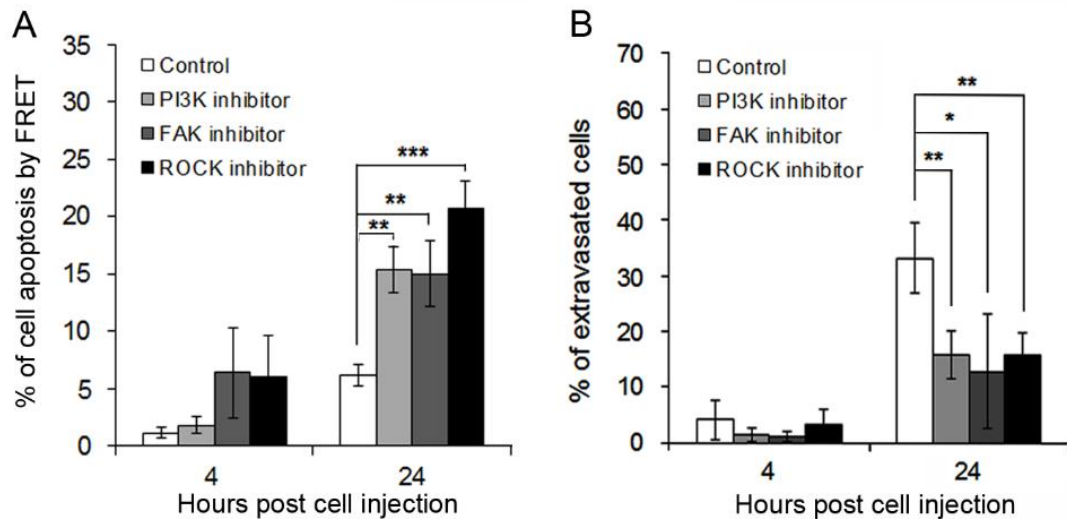 A
% of cell apoptosis by FRET
35
30
25
20
15
10
5
0
Control
PI3K inhibitor
FAK inhibitor
ROCK inhibitor
***
**
**
4
24
Hours post cell injection
B
% of extravasated cells
70
60
50
40
30
20
10
0
Control
PI3K inhibitor
FAK inhibitor
ROCK inhibitor
**
*
**
4
24
Hours post cell injection